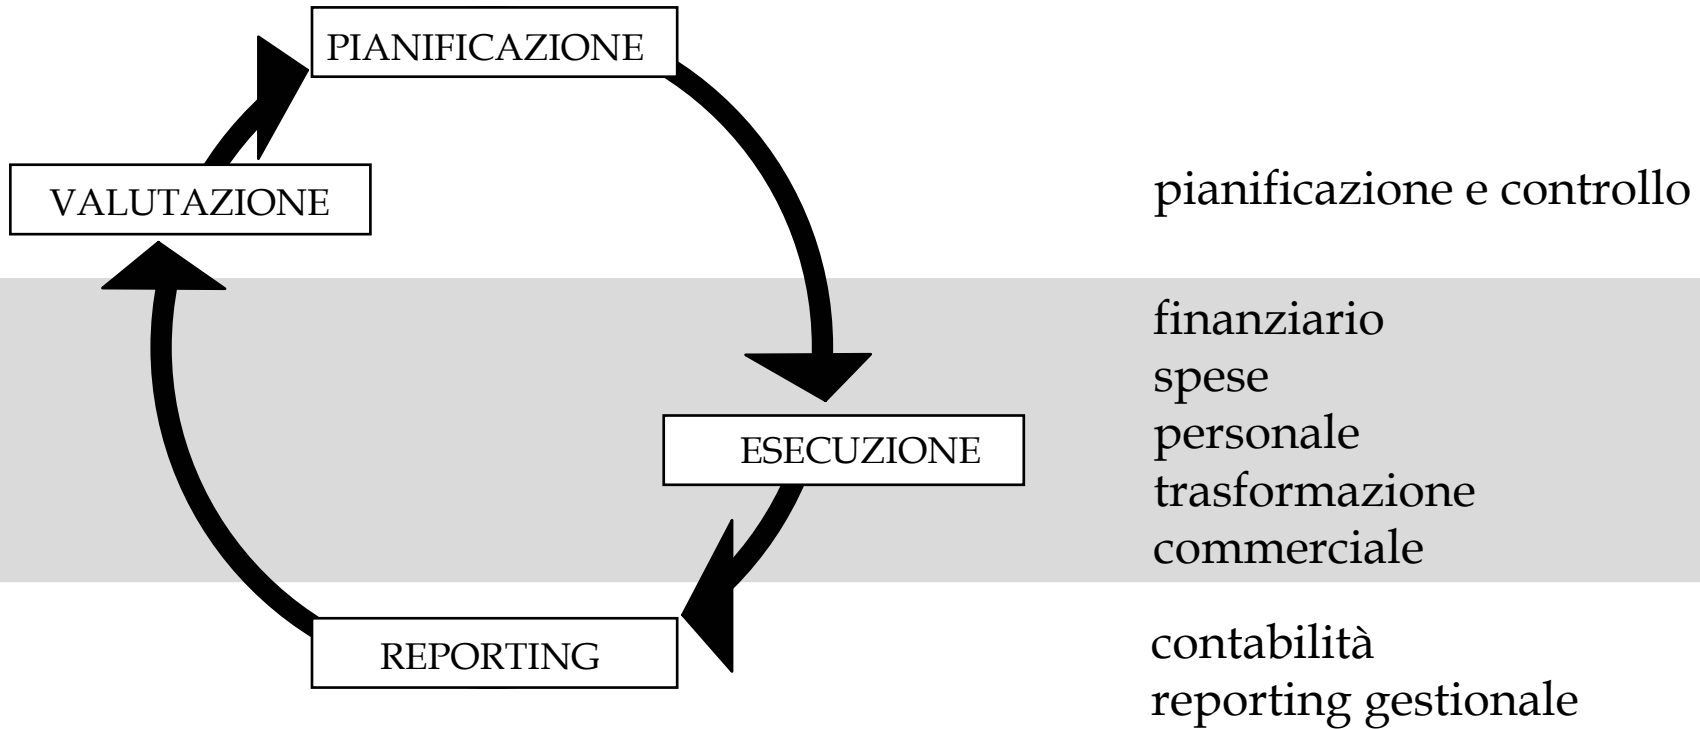 PIANIFICAZIONE
VALUTAZIONE
pianificazione e controllo
finanziario
spese
personale
ESECUZIONE
trasformazione
commerciale
REPORTING
contabilità
reporting gestionale